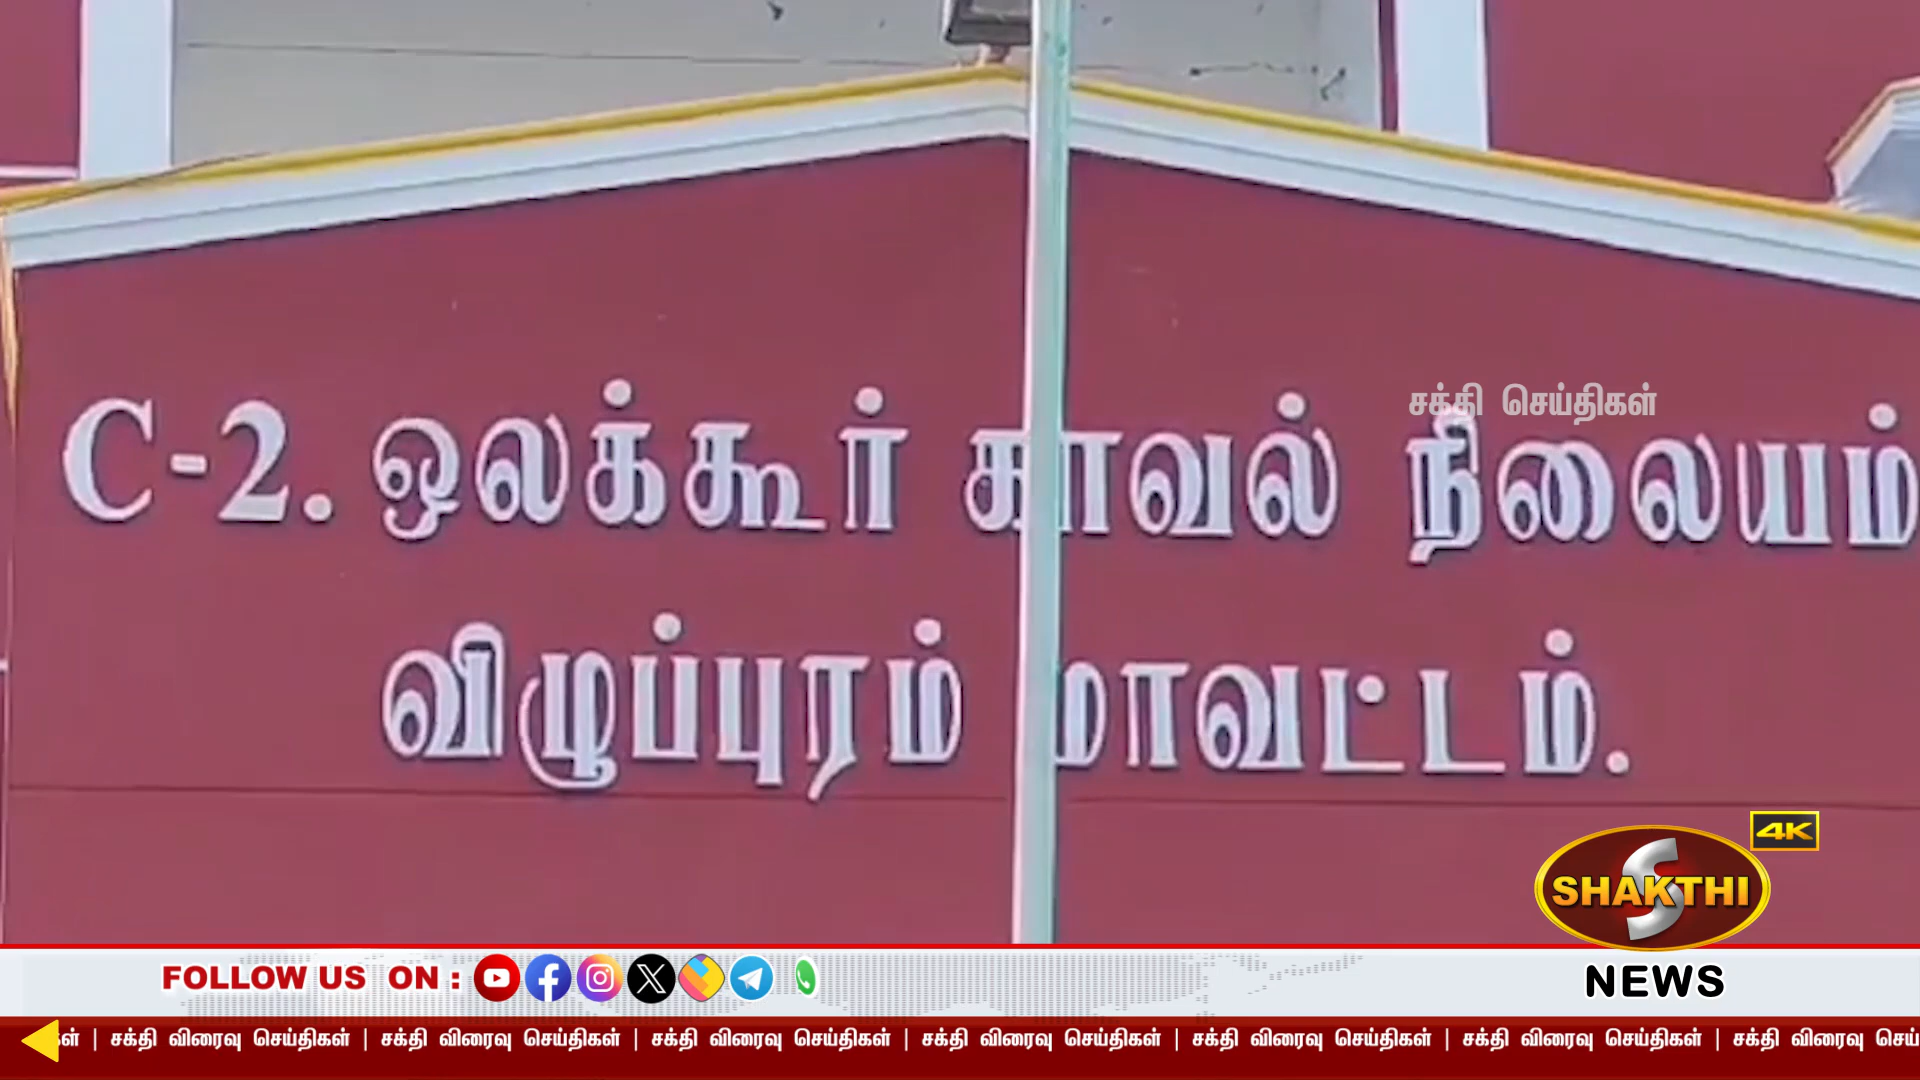 சக்தி செய்திகள்
C-2. ஒலக்கூர் காவல் நிலையம்
விழுப்புரம் மாவட்டம்.
4K
SHAKTHI
NEWS
FOLLOW US ON :
| சக்தி விரைவு செய்திகள் | சக்தி விரைவு செய்திகள் | சக்தி விரைவு செய்திகள் | சக்தி விரைவு செய்திகள் | சக்தி விரைவு செய்திகள் | சக்தி விரைவு செய்திகள் | சக்தி விரைவு